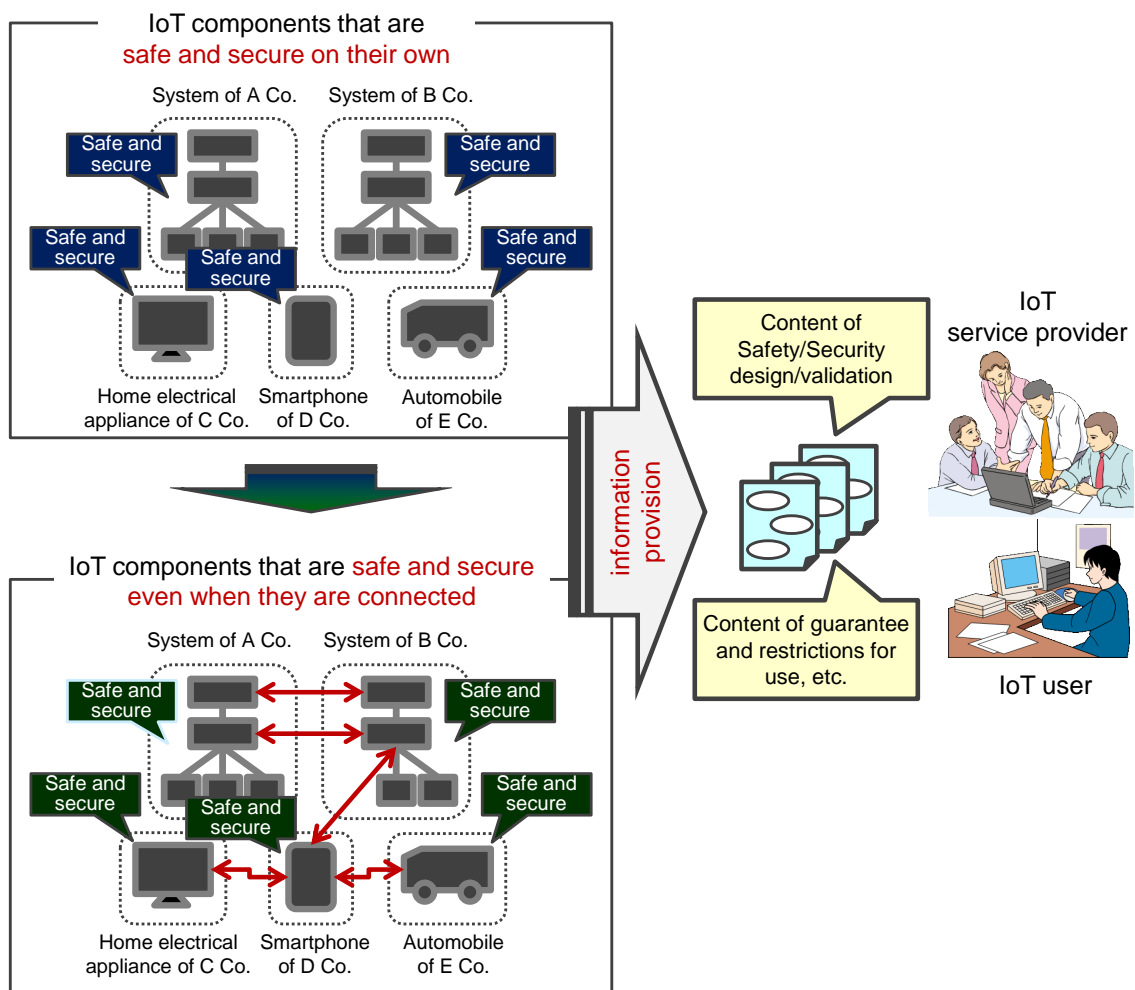 IoT components that are
safe and secure on their own
System of A Co.
System of B Co.
Safe and
secure
Safe and
secure
Safe and
secure
Safe and
secure
Safe and
secure
Home electrical
appliance of C Co.
Smartphone
of D Co.
Automobile
of E Co.
IoT components that are safe and secure
even when they are connected
System of A Co.
System of B Co.
Safe and
secure
Safe and
secure
Safe and
secure
Safe and
secure
Safe and
secure
Home electrical
appliance of C Co.
Smartphone
of D Co.
Automobile
of E Co.
information
provision
Content of
Safety/Security
design/validation
Content of guarantee
and restrictions for
use, etc.
IoT
service provider
IoT user